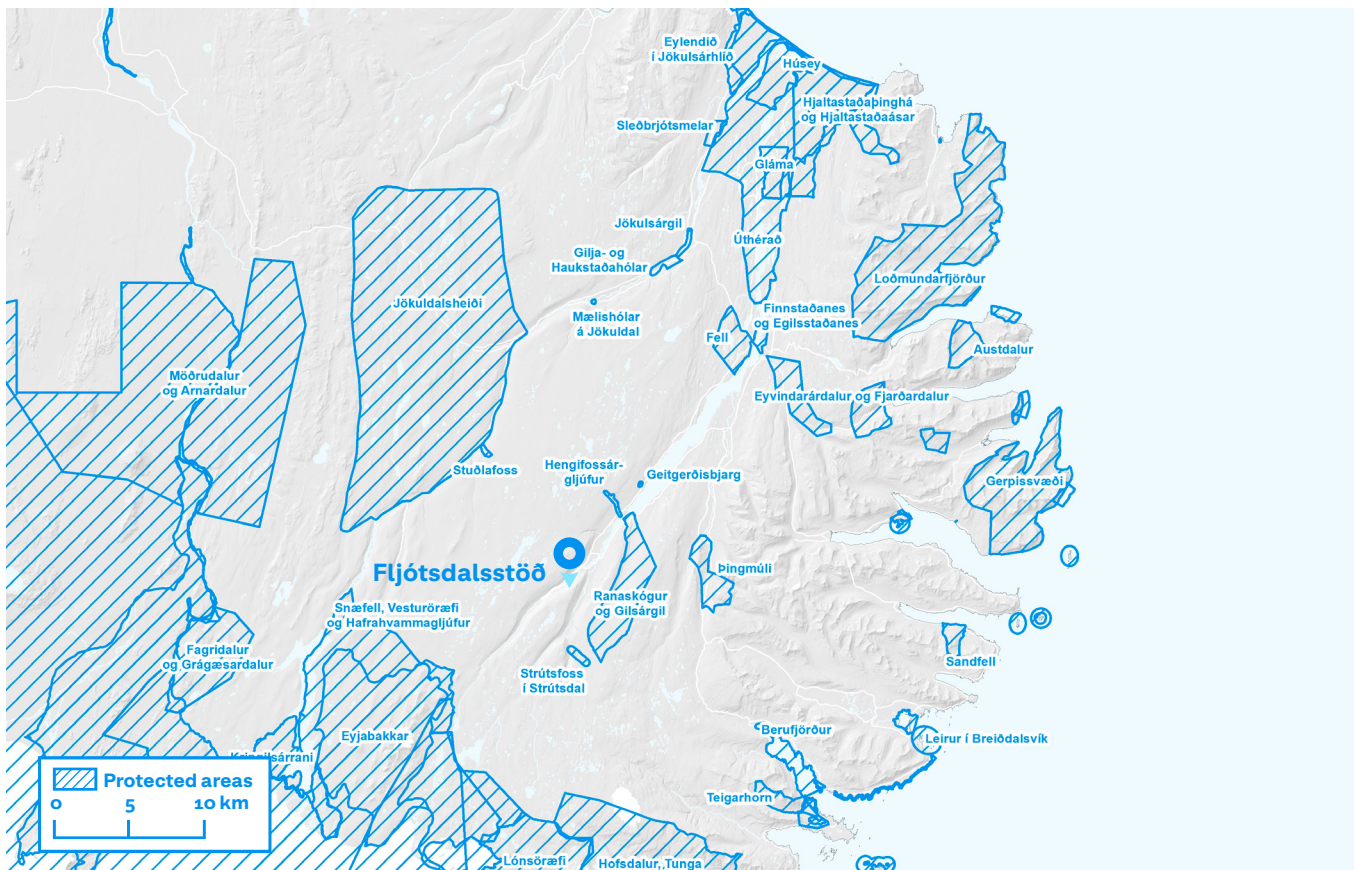 Eylendið
í Jökulsárhlíð
Húsey
Hjaltastaðaþinghá
og Hjaltastaðaásar
Sleðbrjótsmelar
Gláma
Jökulsárgil
Úthérað
Gilja- og
Haukstaðahólar
Loðmundarfjörður
Jökuldalsheiði
Mælishólar
á Jökuldal
Finnstaðanes
og Egilsstaðanes
Fell
Austdalur
Möðrudalur
og Arnardalur
Eyvindarárdalur og Fjarðardalur
Stuðlafoss
Hengifossár-
gljúfur
Geitgerðisbjarg
Gerpissvæði
Fljótsdalsstöð
Þingmúli
Ranaskógur
og Gilsárgil
Snæfell, Vesturöræfi
og Hafrahvammagljúfur
Fagridalur
og Grágæsardalur
Strútsfoss
í Strútsdal
Sandfell
Eyjabakkar
Berufjörður
Leirur í Breiðdalsvík
Kringilsárrani
Teigarhorn
Protected areas
0 5 10 km
Lónsöræfi
Hofsdalur, Tunga